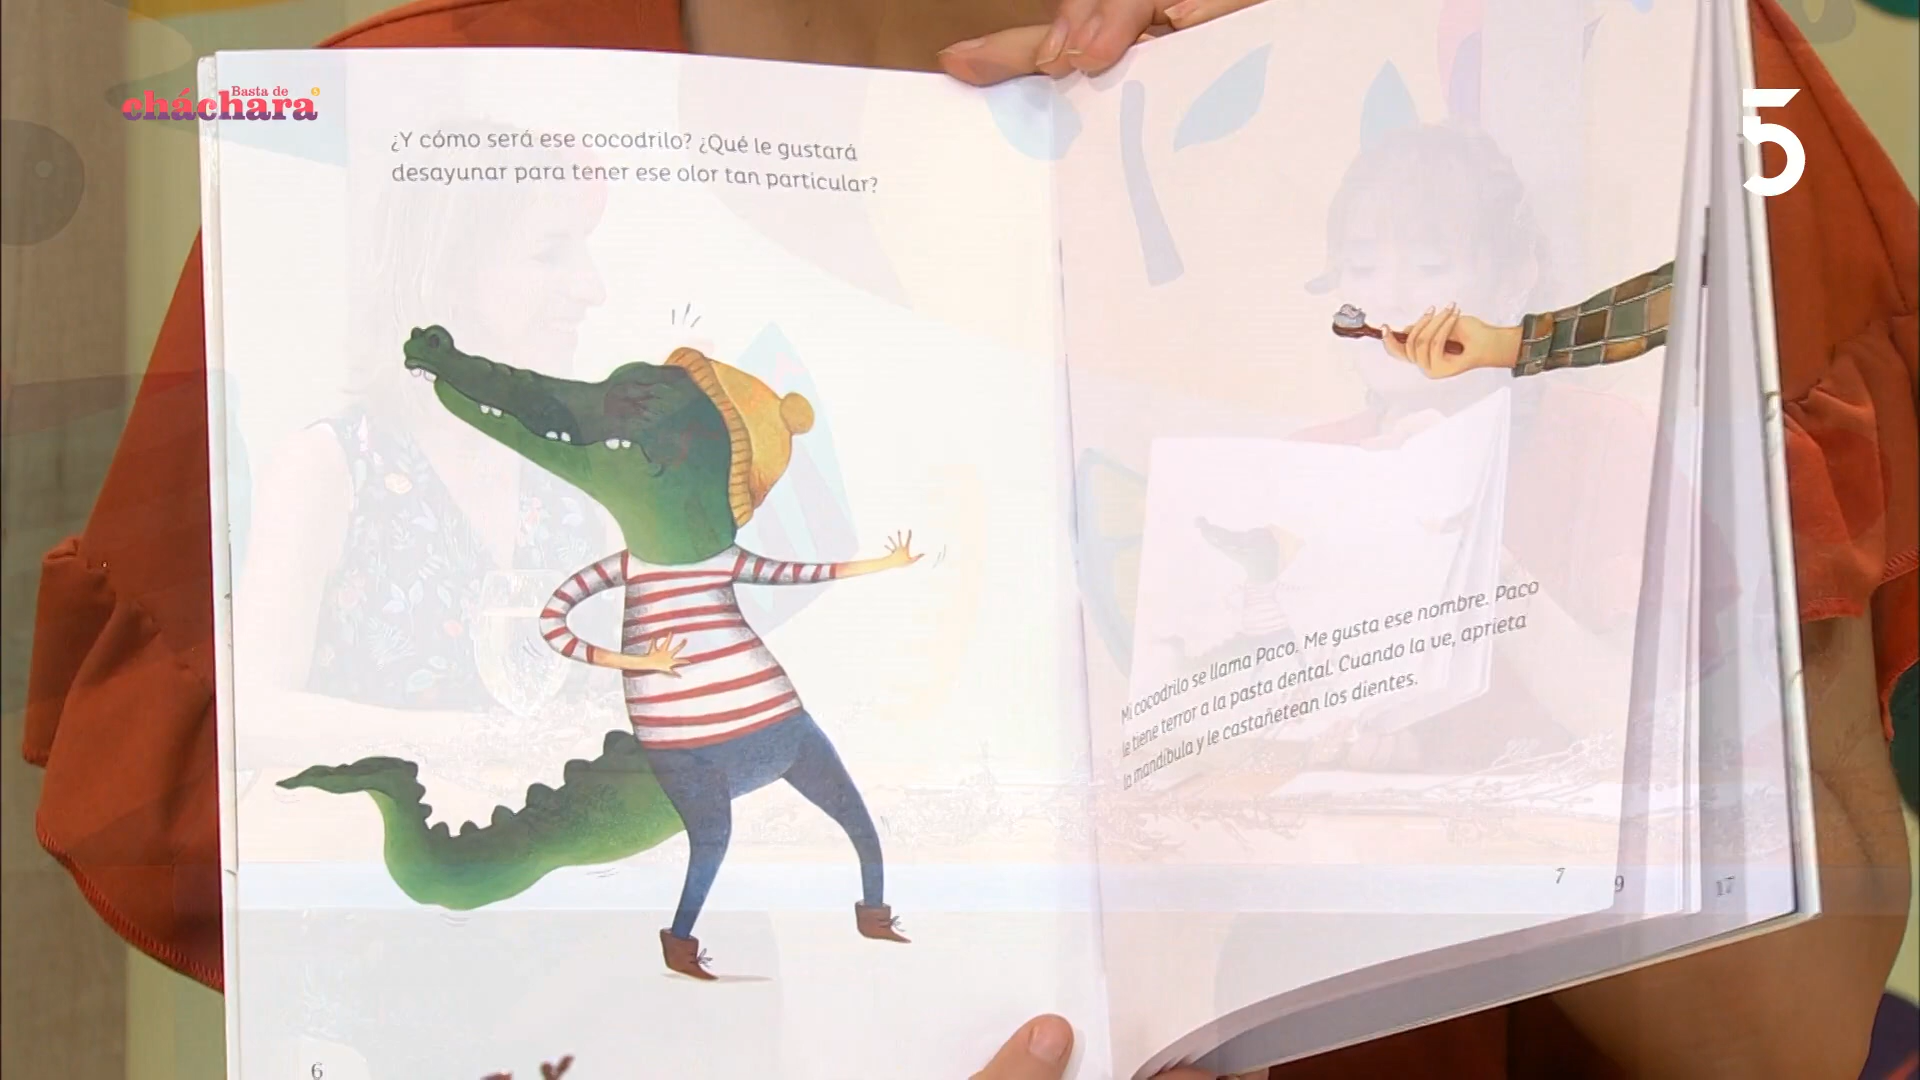 Basta de
cháchara
5
¿Y cómo será ese cocodrilo? ¿Qué le gustará
desayunar para tener ese olor tan particular?
Mi cocodrilo se llama Paco. Me gusta ese nombre. Paco
le tiene terror a la pasta dental. Cuando la ve, aprieta
la mandíbula y le castañetean los dientes.
7
9
17
6